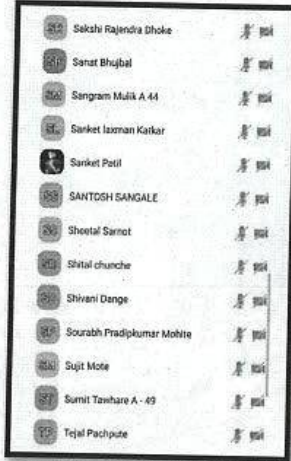 Sakshi Rajendra Dhoke
Sanat Bhujbal
Sangram Mulik A 44
Sanket laxman Karkar
Sanket Patil
SANTOSH SANGALE
Sheetal Sarnot
Shital chunche
Shivani Dange
Sourabh Pradipkumar Mohite
Sujit Mote
Sumit Tawhare A - 49
Tejal Pachpute